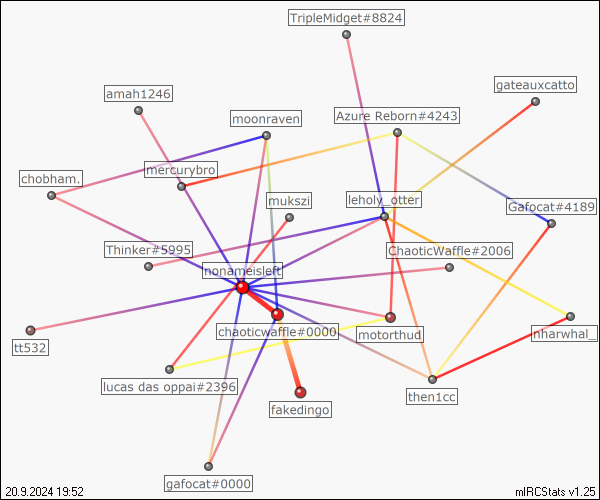 TripleMidget#8824
gateauxcatto
amah1246
Azure Reborn#4243
moonraven
mercurybro
chobham.
mukszi
leholy_otter
Gafocat#4189
Thinker#5995
ChaoticWaffle#2006
nonameisleft
chaoticwaffle#0000
motorthud
nharwhal_
tt532
lucas das oppai#2396
then1cc
fakedingo
gafocat#0000
20.9.2024 19:52
mIRCStats v1.25